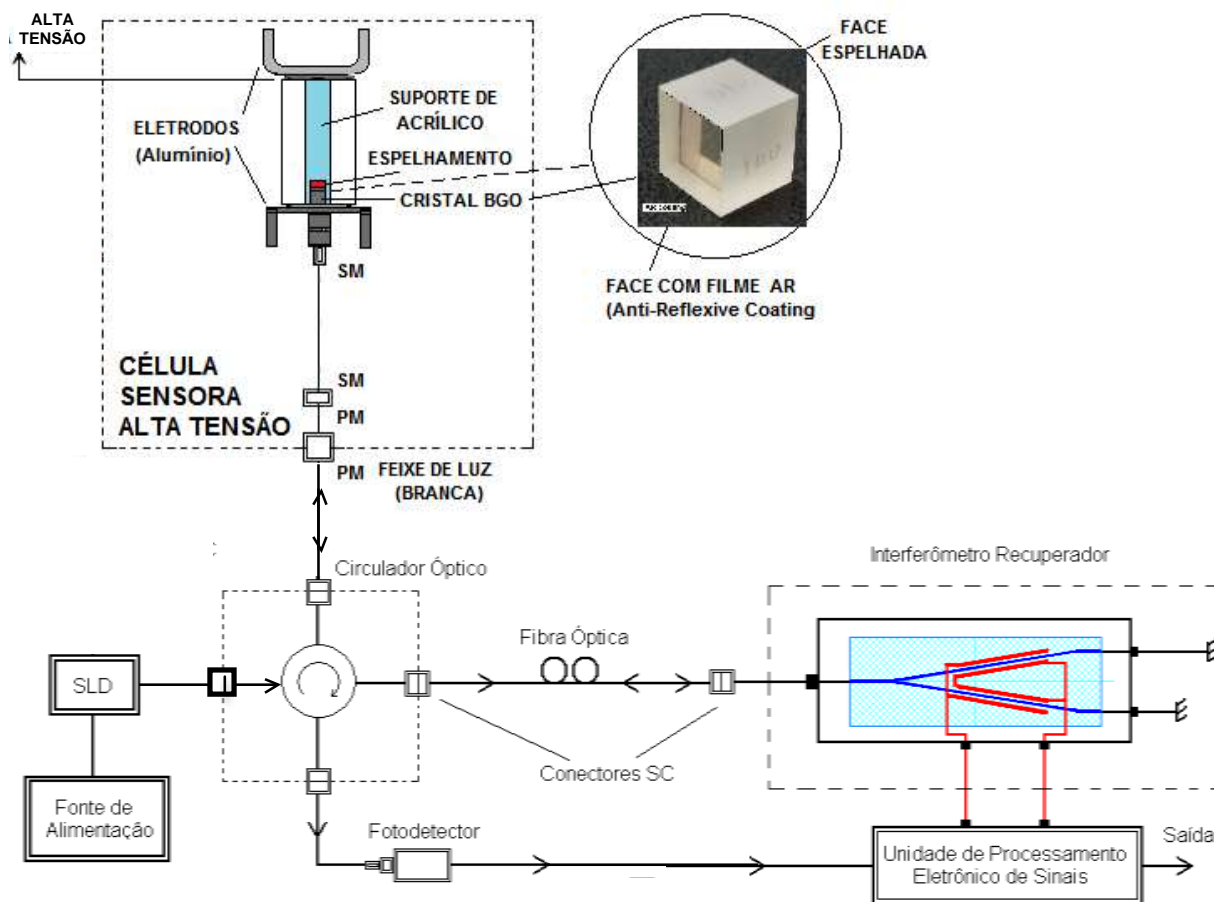 ALTA
TENSÃO
ELETRODOS
(Alumínio)
SUPORTE DE
ACRÍLICO
ESPELHAMENTO
CRISTAL BGO
FACE
ESPELHADA
FACE COM FILME AR
(Anti-Reflexive Coating
SM
CÉLULA
SENSORA
ALTA TENSÃO
SM
PM
PM
FEIXE DE LUZ
(BRANCA)
Circulador Óptico
Interferômetro Recuperador
Fibra Óptica
SLD
Conectores SC
Fonte de
Alimentação
Fotodetector
Unidade de Processamento
Eletrônico de Sinais
Saída